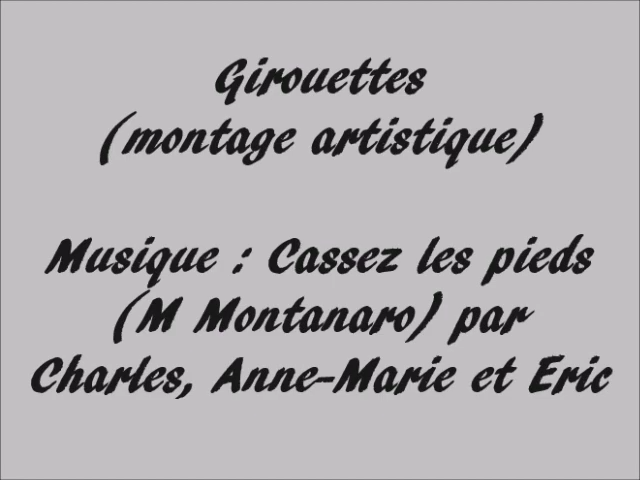 Girouettes
(montage artistique)
Musique : Cassez les pieds
(M Montanaro) par
Charles, Anne-Marie et Eric